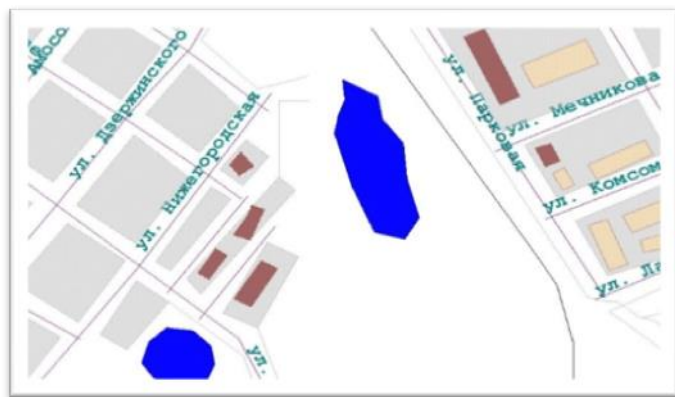 ул. Дзержинского
ул. Нижегородская
ул. Парковая
ул. Мечникова
ул. Комсом
ул. Ла
ул.